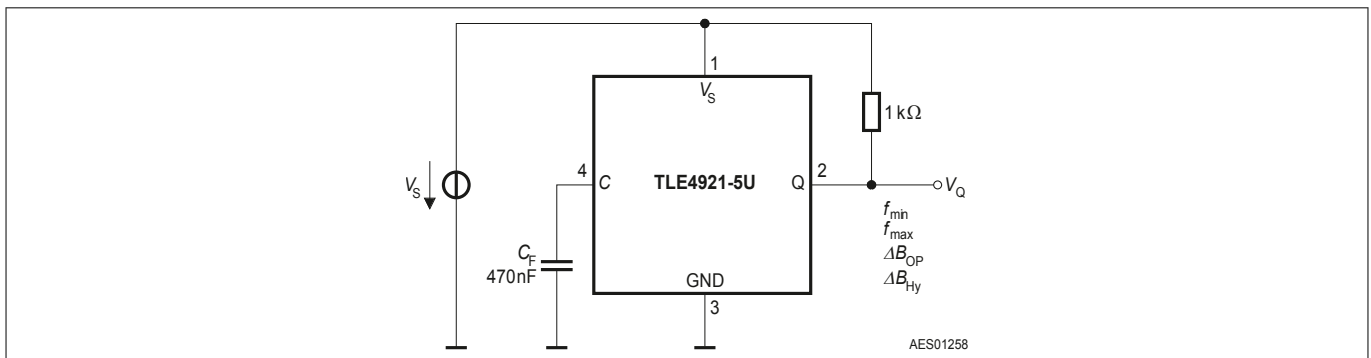 1
V_S
1 kΩ
4
C
TLE4921-5U
Q
2
V_S
V_Q
f_min
f_max
ΔB_OP
ΔB_Hy
C_F
470nF
GND
3
AES01258